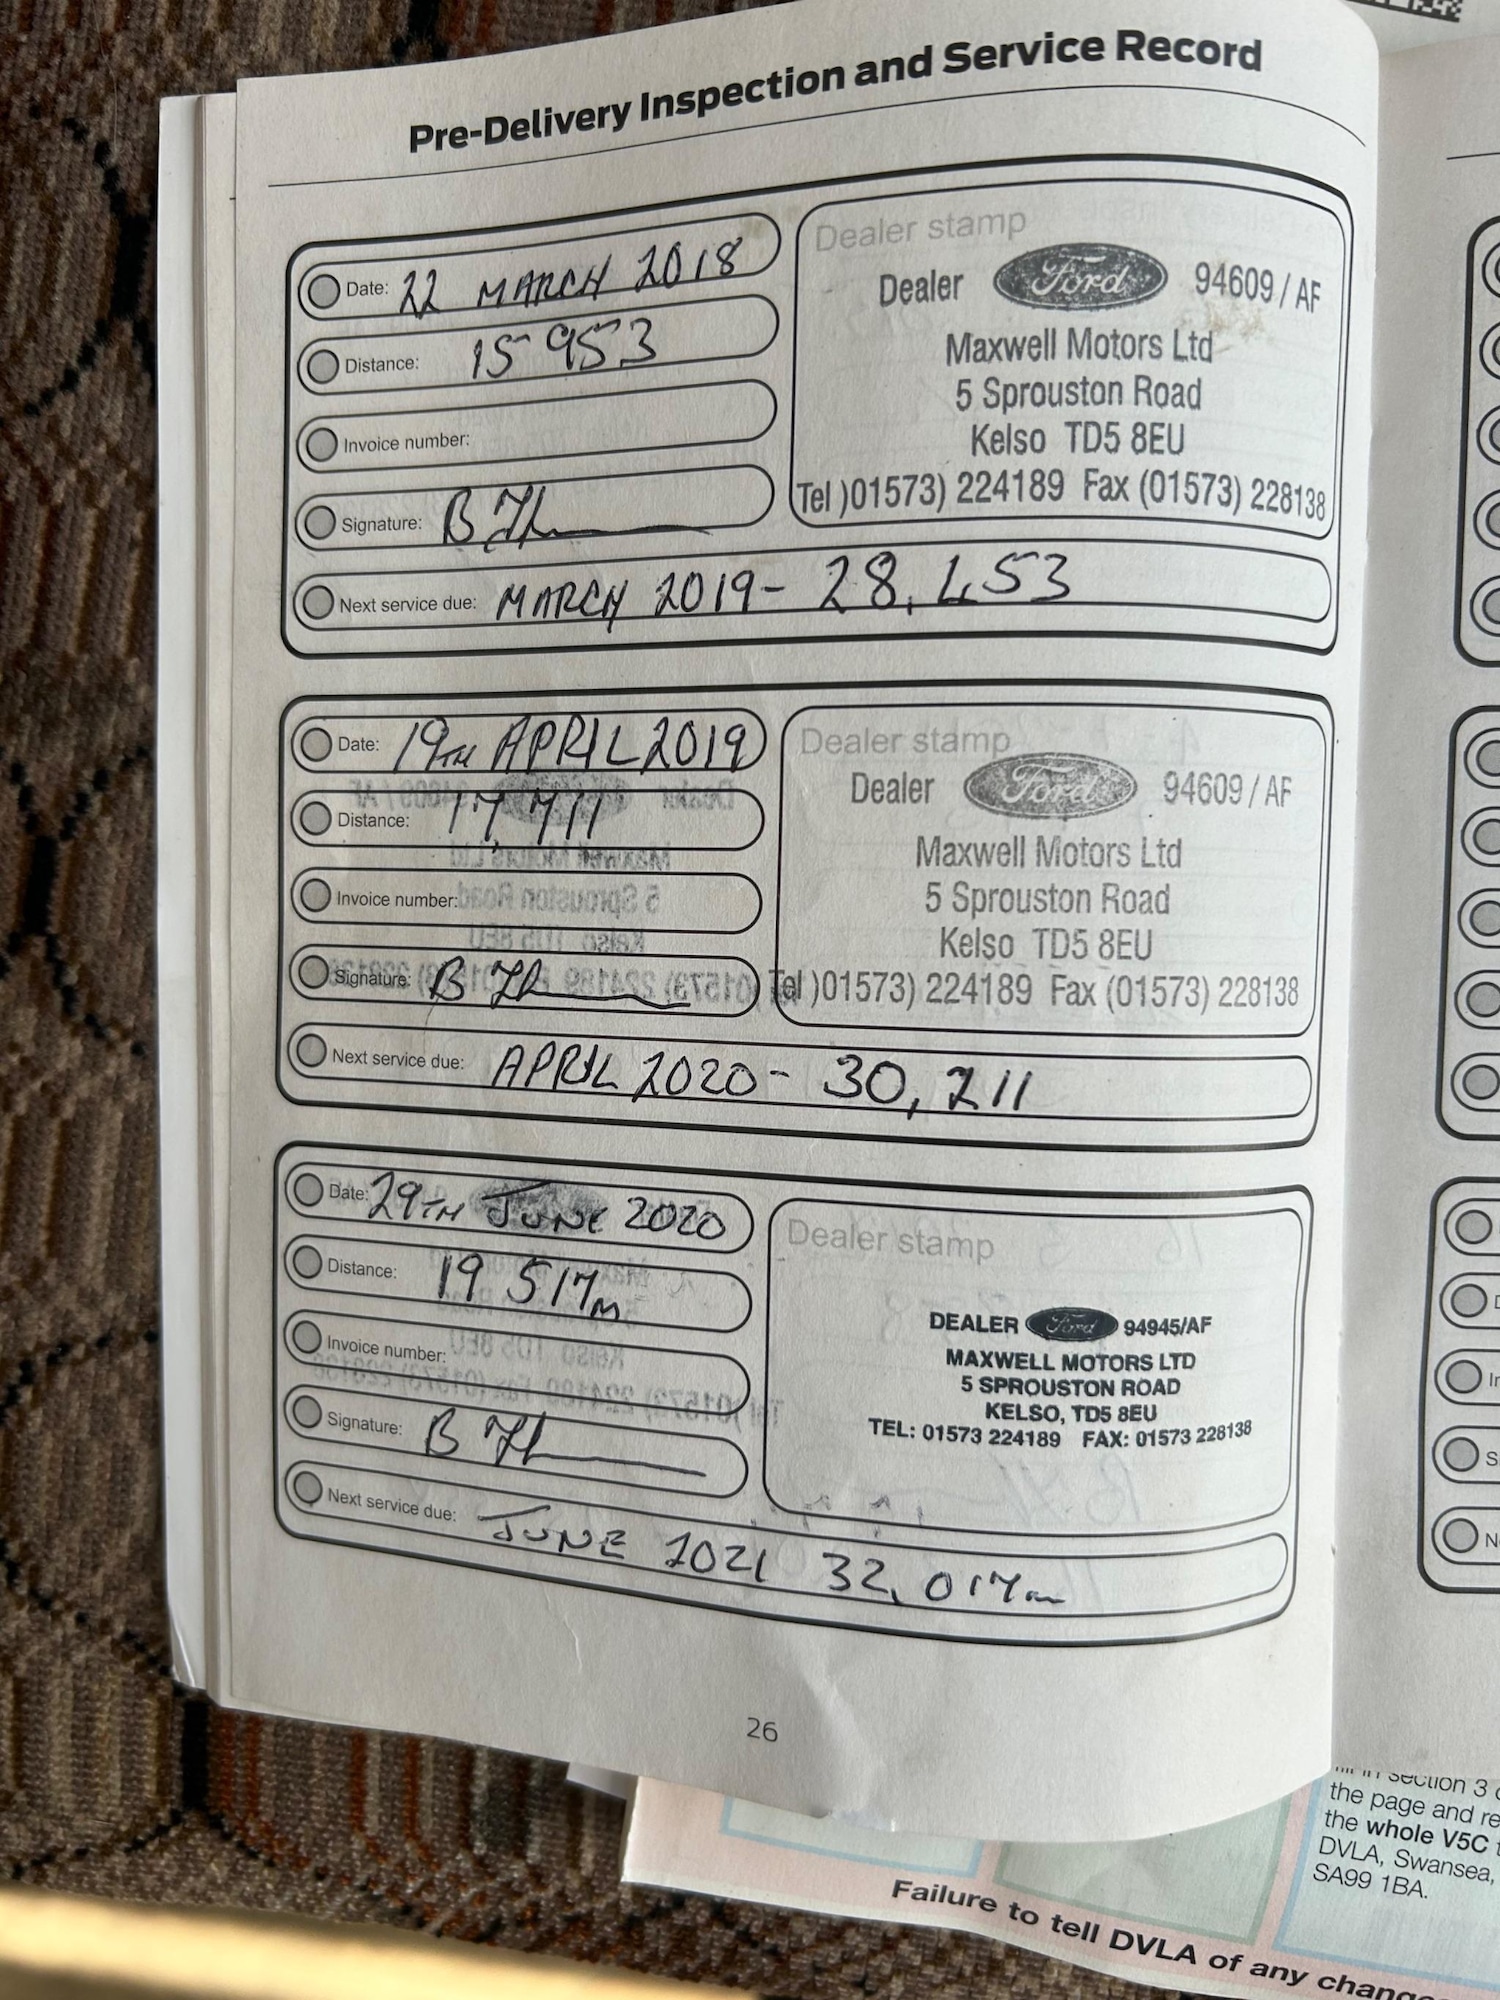 Pre-Delivery Inspection and Service Record
Date: 22 MARCH 2018
Distance: 15 953
Invoice number:
Signature: B
Next service due: MARCH 2019 - 28,453
Dealer stamp
Dealer Ford 94609 / AF
Maxwell Motors Ltd
5 Sprouston Road
Kelso TD5 8EU
Tel )01573) 224189 Fax (01573) 228138
Date: 19TH APRIL 2019
Distance: 17,711
Invoice number:
Signature: B
Next service due: APRIL 2020 - 30,211
Dealer stamp
Dealer Ford 94609 / AF
Maxwell Motors Ltd
5 Sprouston Road
Kelso TD5 8EU
Tel )01573) 224189 Fax (01573) 228138
Date: 29TH JUNE 2020
Distance: 19 517m
Invoice number:
Signature: B
Next service due: JUNE 2021 32,017m
Dealer stamp
DEALER Ford 94945/AF
MAXWELL MOTORS LTD
5 SPROUSTON ROAD
KELSO, TD5 8EU
TEL: 01573 224189 FAX: 01573 228138
26
in section 3
the page and
the whole V5C
DVLA, Swansea,
SA99 1BA.
Failure to tell DVLA of any